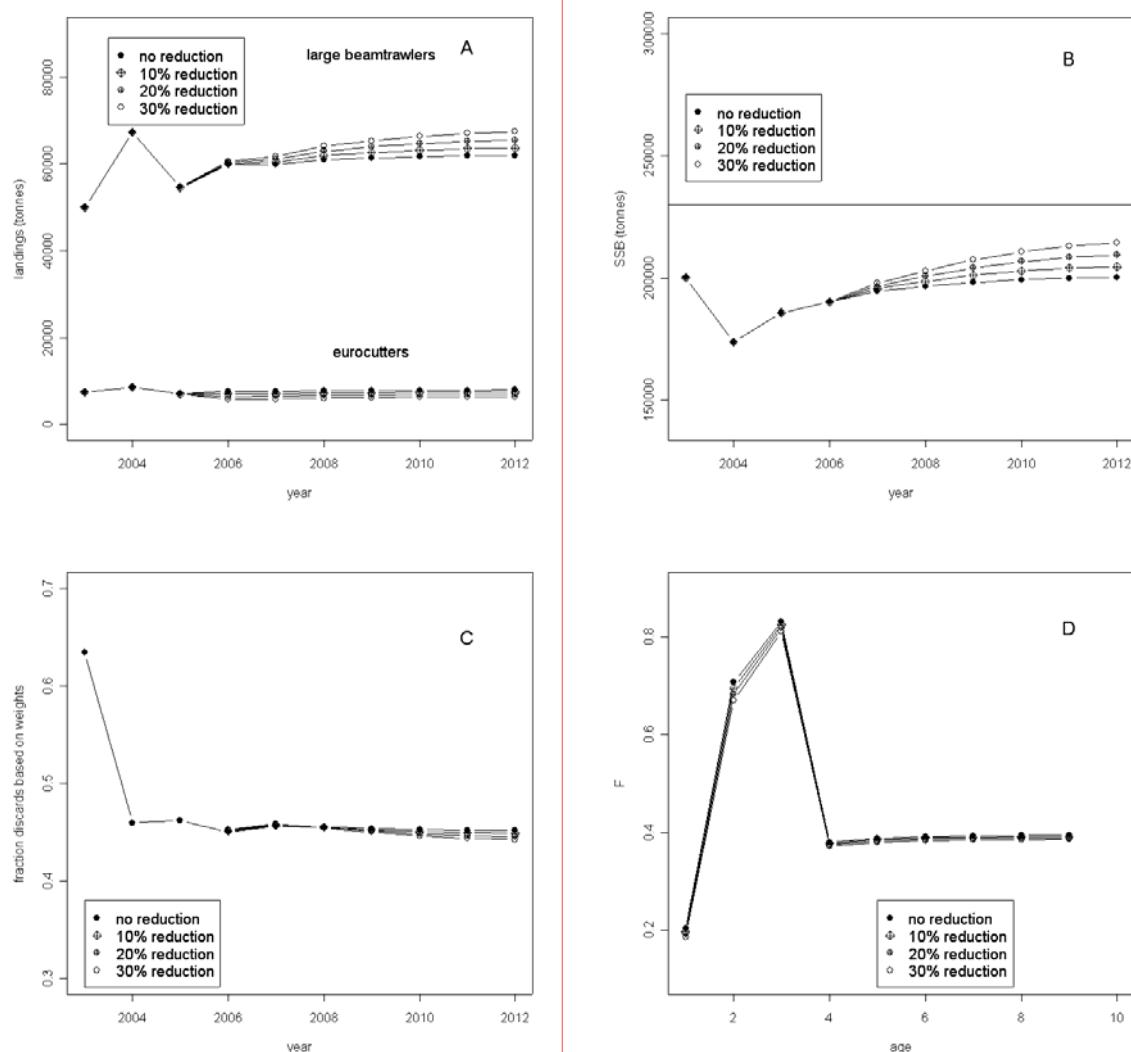 A
large beamtrawlers
no reduction
10% reduction
20% reduction
30% reduction
eurocutters
landings (tonnes)
0
20000
40000
60000
80000
2004
2006
2008
2010
2012
year
B
no reduction
10% reduction
20% reduction
30% reduction
SSB (tonnes)
150000
200000
250000
300000
2004
2006
2008
2010
2012
year
C
no reduction
10% reduction
20% reduction
30% reduction
fraction discards based on weights
0.3
0.4
0.5
0.6
0.7
2004
2006
2008
2010
2012
year
D
no reduction
10% reduction
20% reduction
30% reduction
F
0.2
0.4
0.6
0.8
2
4
6
8
10
age